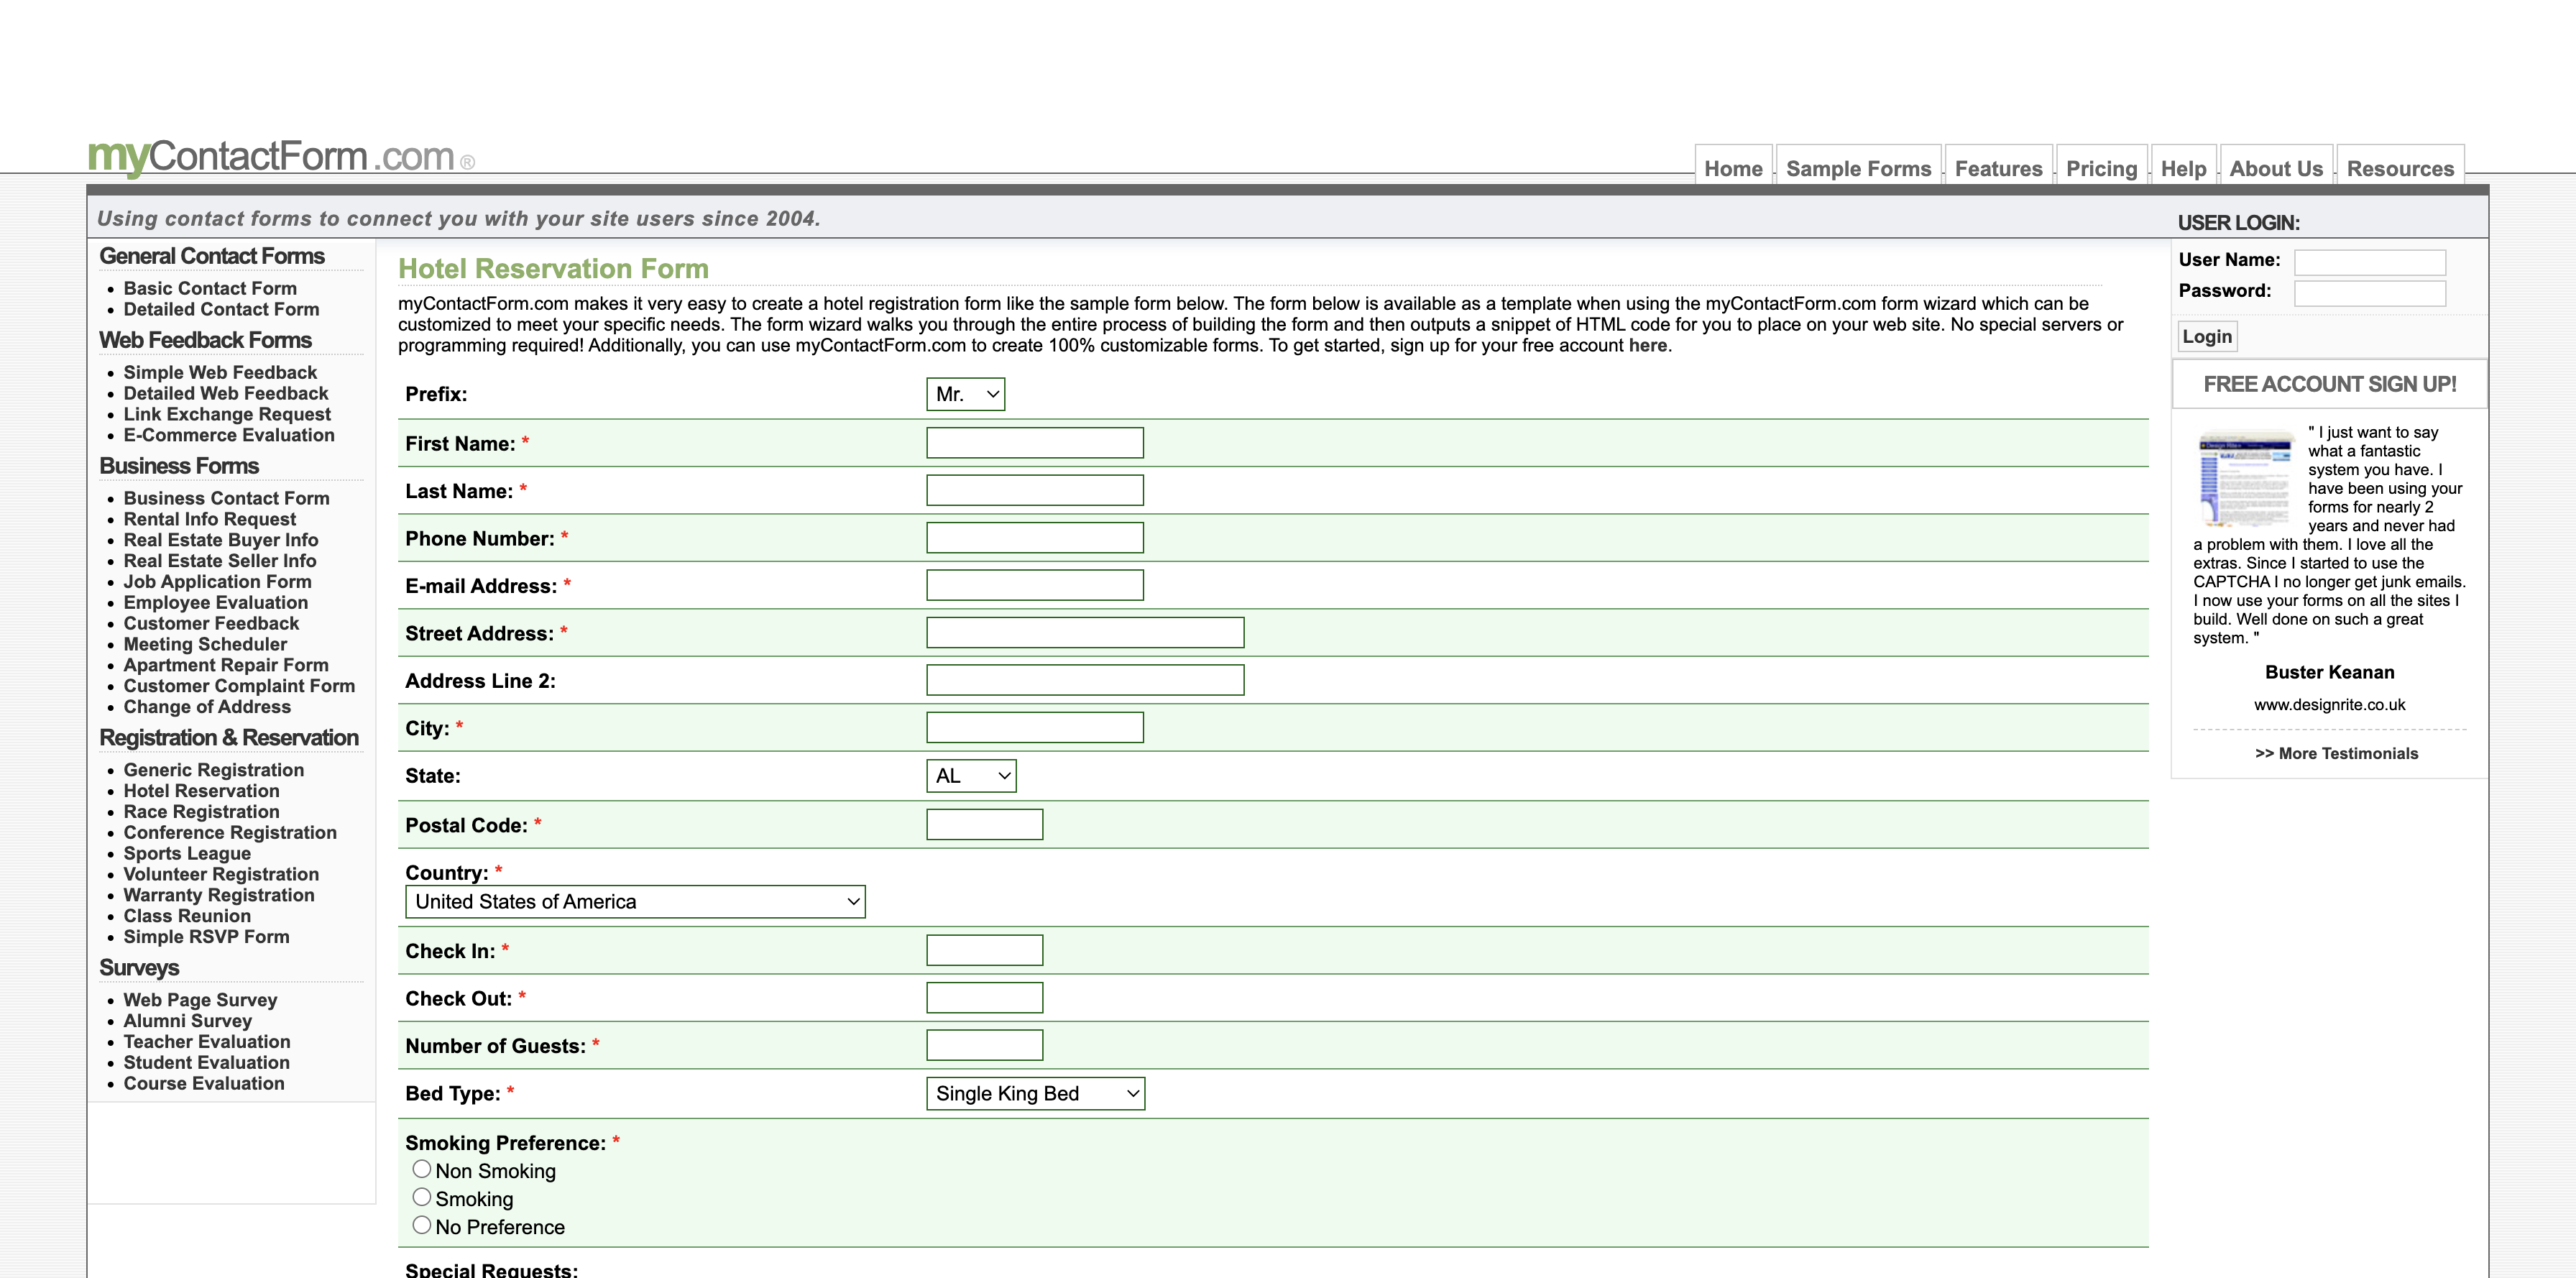 myContactForm.com®
Home Sample Forms Features Pricing Help About Us Resources
Using contact forms to connect you with your site users since 2004.
General Contact Forms
Basic Contact Form
Detailed Contact Form
Web Feedback Forms
Simple Web Feedback
Detailed Web Feedback
Link Exchange Request
E-Commerce Evaluation
Business Forms
Business Contact Form
Rental Info Request
Real Estate Buyer Info
Real Estate Seller Info
Job Application Form
Employee Evaluation
Customer Feedback
Meeting Scheduler
Apartment Repair Form
Customer Complaint Form
Change of Address
Registration & Reservation
Generic Registration
Hotel Reservation
Race Registration
Conference Registration
Sports League
Volunteer Registration
Warranty Registration
Class Reunion
Simple RSVP Form
Surveys
Web Page Survey
Alumni Survey
Teacher Evaluation
Student Evaluation
Course Evaluation
Hotel Reservation Form
myContactForm.com makes it very easy to create a hotel registration form like the sample form below. The form below is available as a template when using the myContactForm.com form wizard which can be
customized to meet your specific needs. The form wizard walks you through the entire process of building the form and then outputs a snippet of HTML code for you to place on your web site. No special servers or
programming required! Additionally, you can use myContactForm.com to create 100% customizable forms. To get started, sign up for your free account here.
Prefix: Mr.
First Name: *
Last Name: *
Phone Number: *
E-mail Address: *
Street Address: *
Address Line 2:
City: *
State: AL
Postal Code: *
Country: *
United States of America
Check In: *
Check Out: *
Number of Guests: *
Bed Type: * Single King Bed
Smoking Preference: *
Non Smoking
Smoking
No Preference
Special Requests:
USER LOGIN:
User Name:
Password:
Login
FREE ACCOUNT SIGN UP!
" I just want to say
what a fantastic
system you have. I
have been using your
forms for nearly 2
years and never had
a problem with them. I love all the
extras. Since I started to use the
CAPTCHA I no longer get junk emails.
I now use your forms on all the sites I
build. Well done on such a great
system. "
Buster Keanan
www.designrite.co.uk
>> More Testimonials